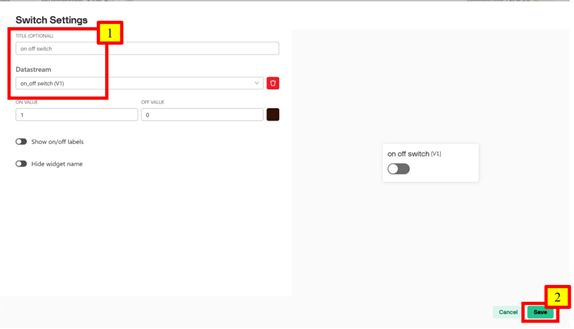 Switch Settings
1
TITLE (OPTIONAL)
on off switch
Datastream
on_off switch (V1)
ON VALUE
OFF VALUE
1
0
Show on/off labels
Hide widget name
on off switch (V1)
2
Cancel
Save